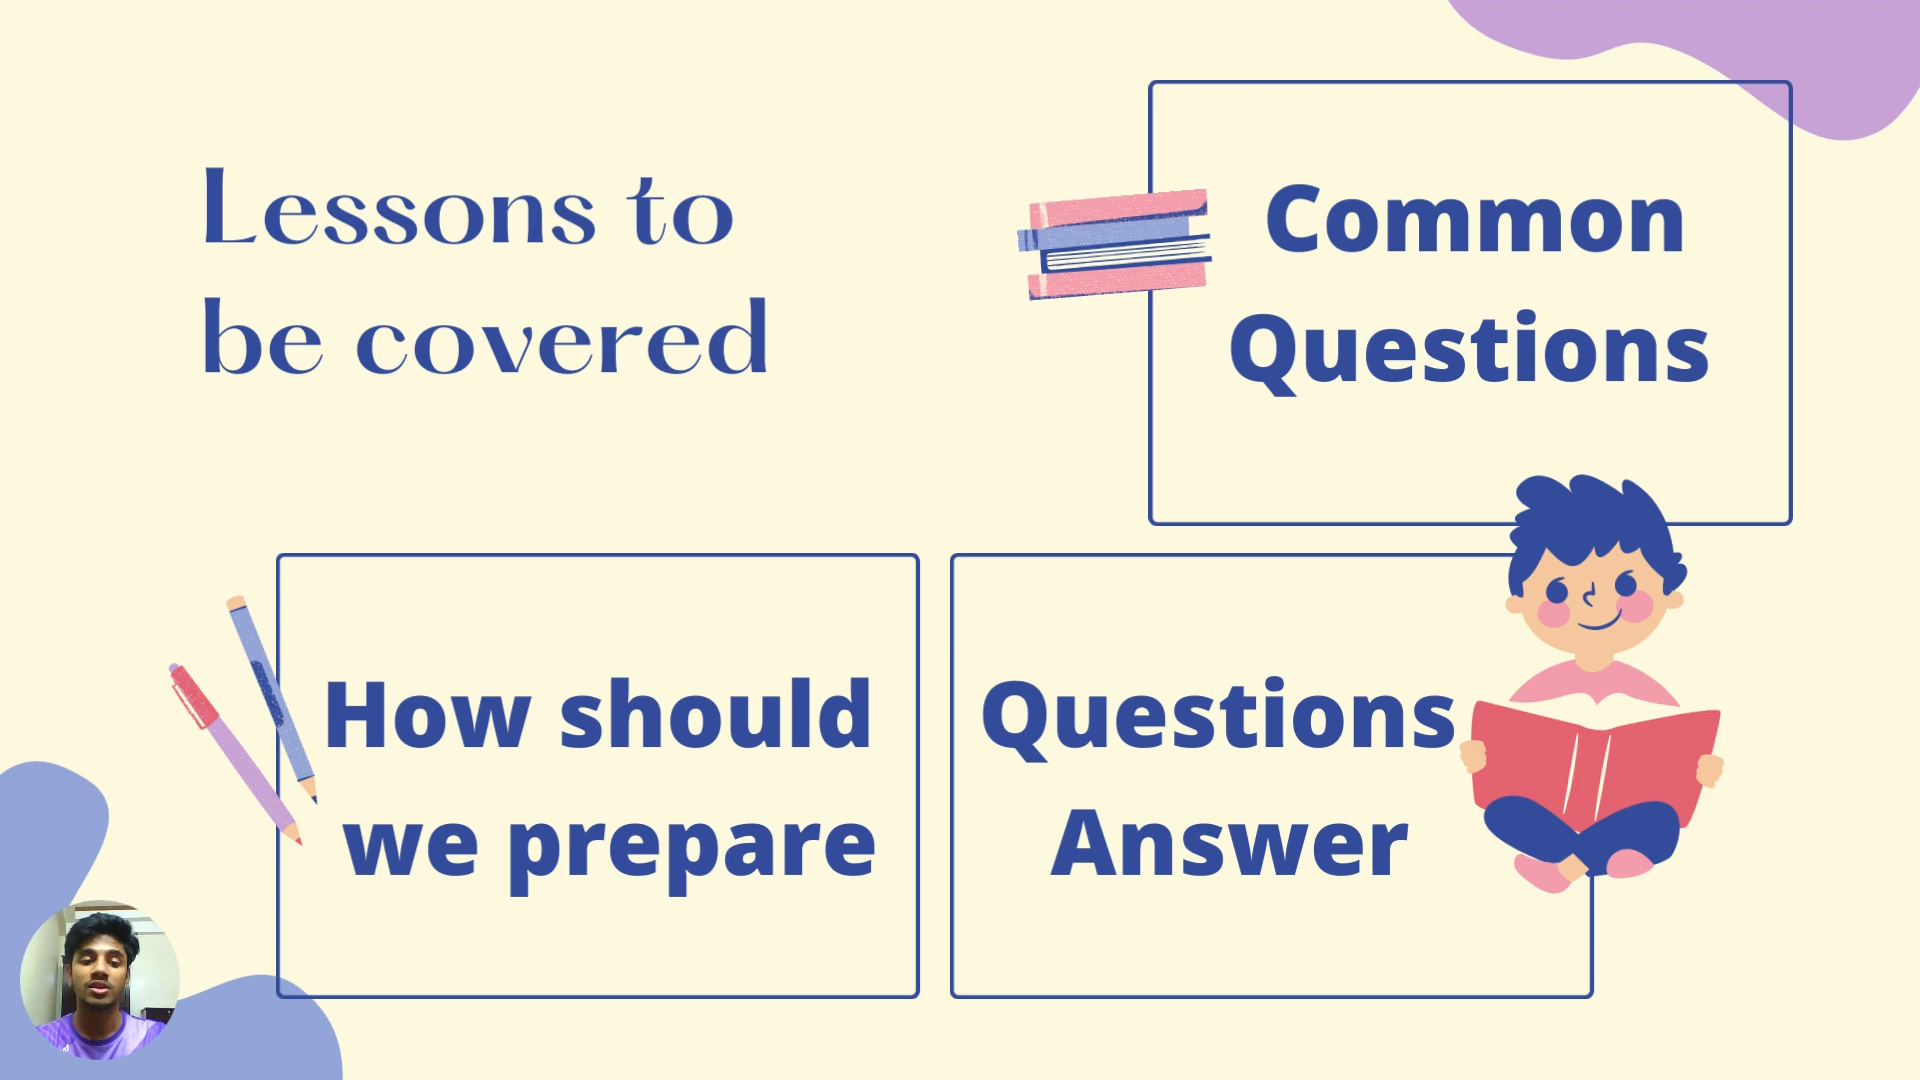 Lessons to
be covered
Common
Questions
How should
we prepare
Questions
Answer